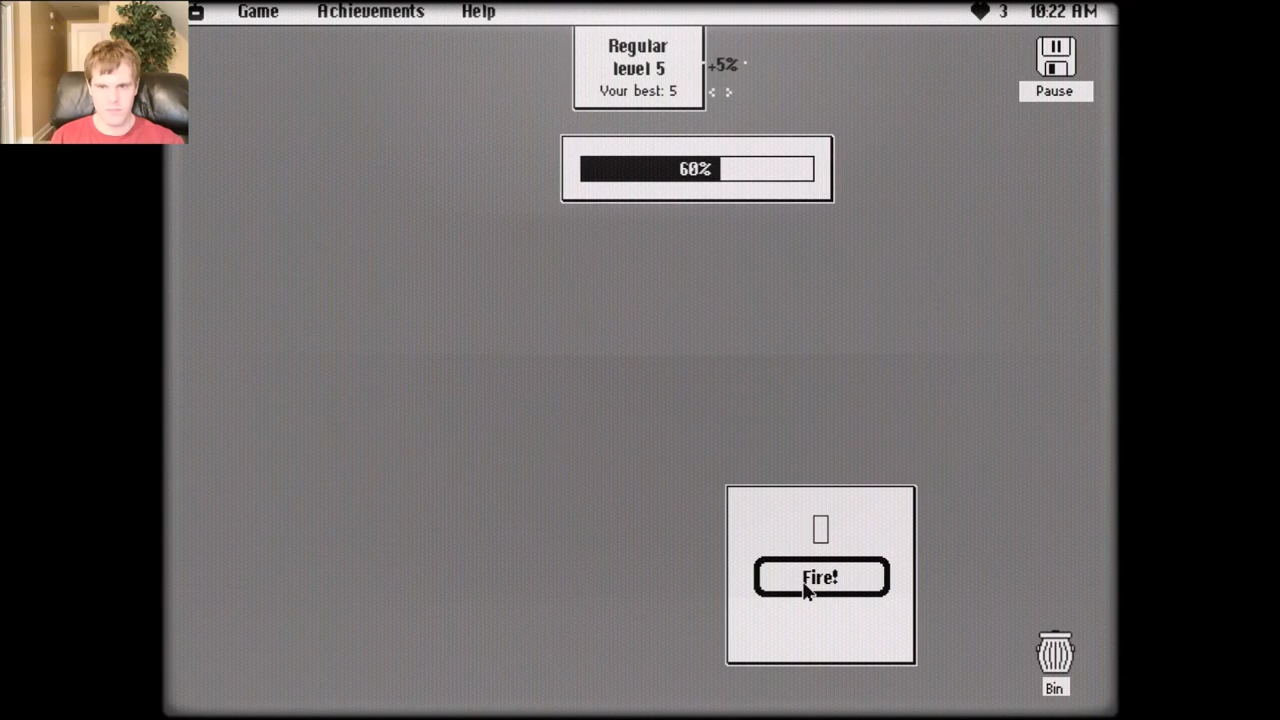 Game Achievements Help 3 10:22 AM
Regular
level 5
Your best: 5
+5%
Pause
60%
Fire!
Bin